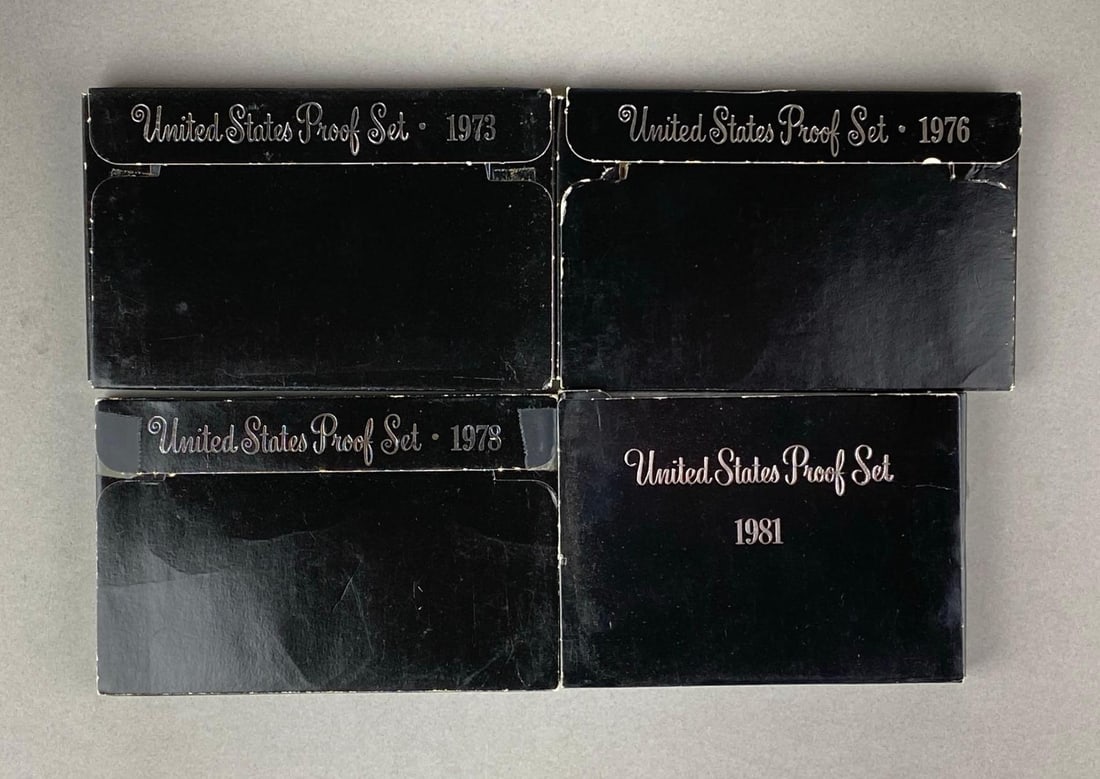 United States Proof Set • 1973
United States Proof Set • 1976
United States Proof Set • 1978
United States Proof Set
1981